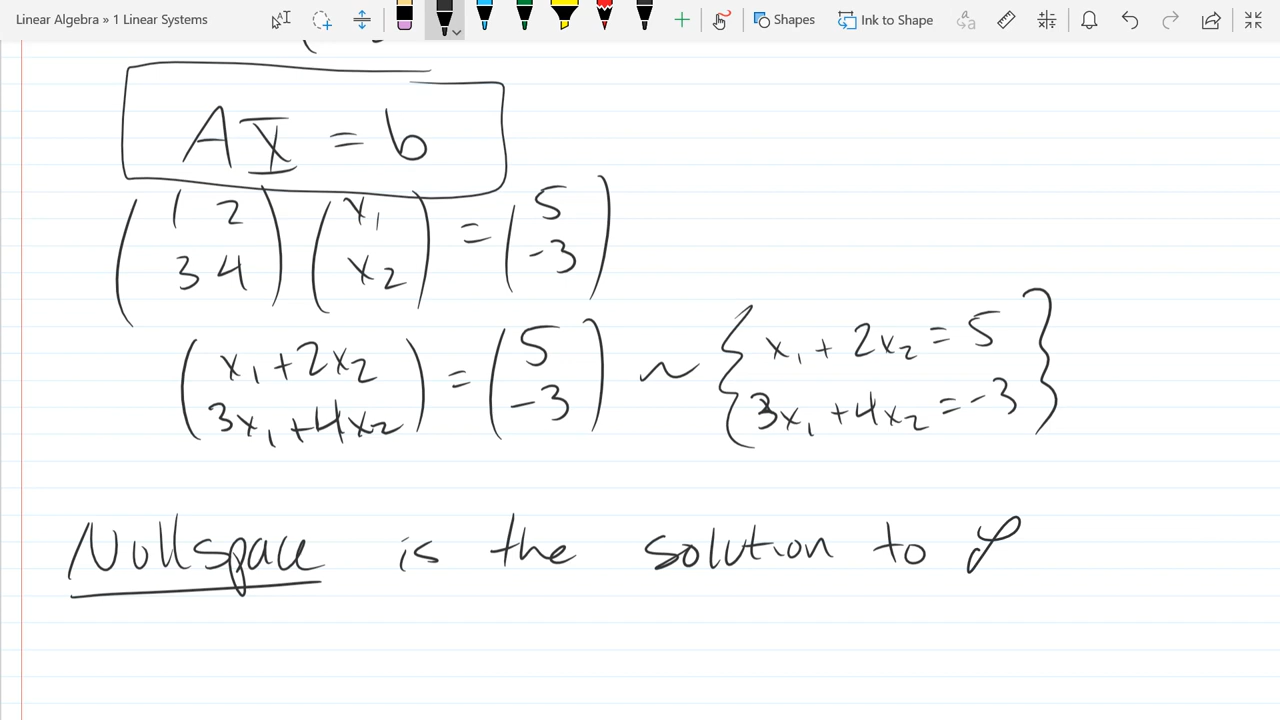 Linear Algebra » 1 Linear Systems
Shapes
Ink to Shape
AX = b
(1 2
3 4) (x₁
x₂) = (5
-3)
(x₁ + 2x₂
3x₁ + 4x₂) = (5
-3) ~ {x₁ + 2x₂ = 5
3x₁ + 4x₂ = -3}
Nullspace is the solution to